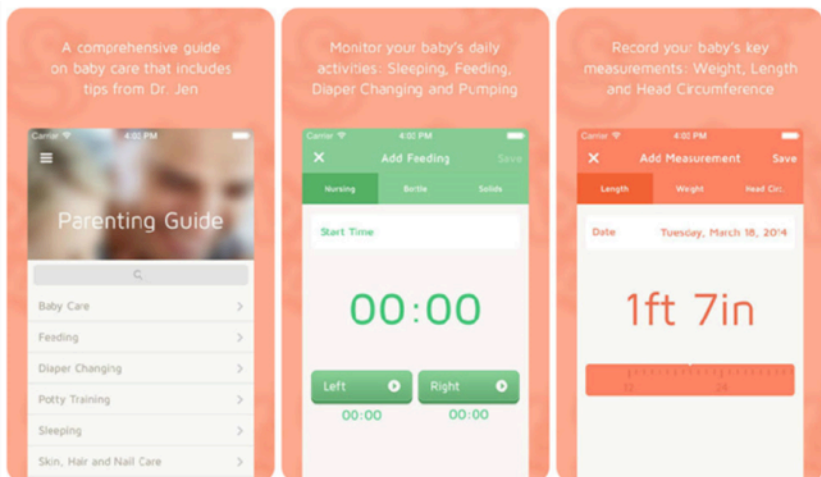 A comprehensive guide
on baby care that includes
tips from Dr. Jen
Carrier 4:00 PM
Parenting Guide
Baby Care
Feeding
Diaper Changing
Potty Training
Sleeping
Skin, Hair and Nail Care
Monitor your baby's daily
activities: Sleeping, Feeding,
Diaper Changing and Pumping
Carrier 4:00 PM
Add Feeding Save
Nursing Bottle Solids
Start Time
00:00
Left Right
00:00 00:00
Record your baby's key
measurements: Weight, Length
and Head Circumference
Carrier 4:00 PM
Add Measurement Save
Length Weight Head Circ.
Date Tuesday, March 18, 2014
1ft 7in
12 24